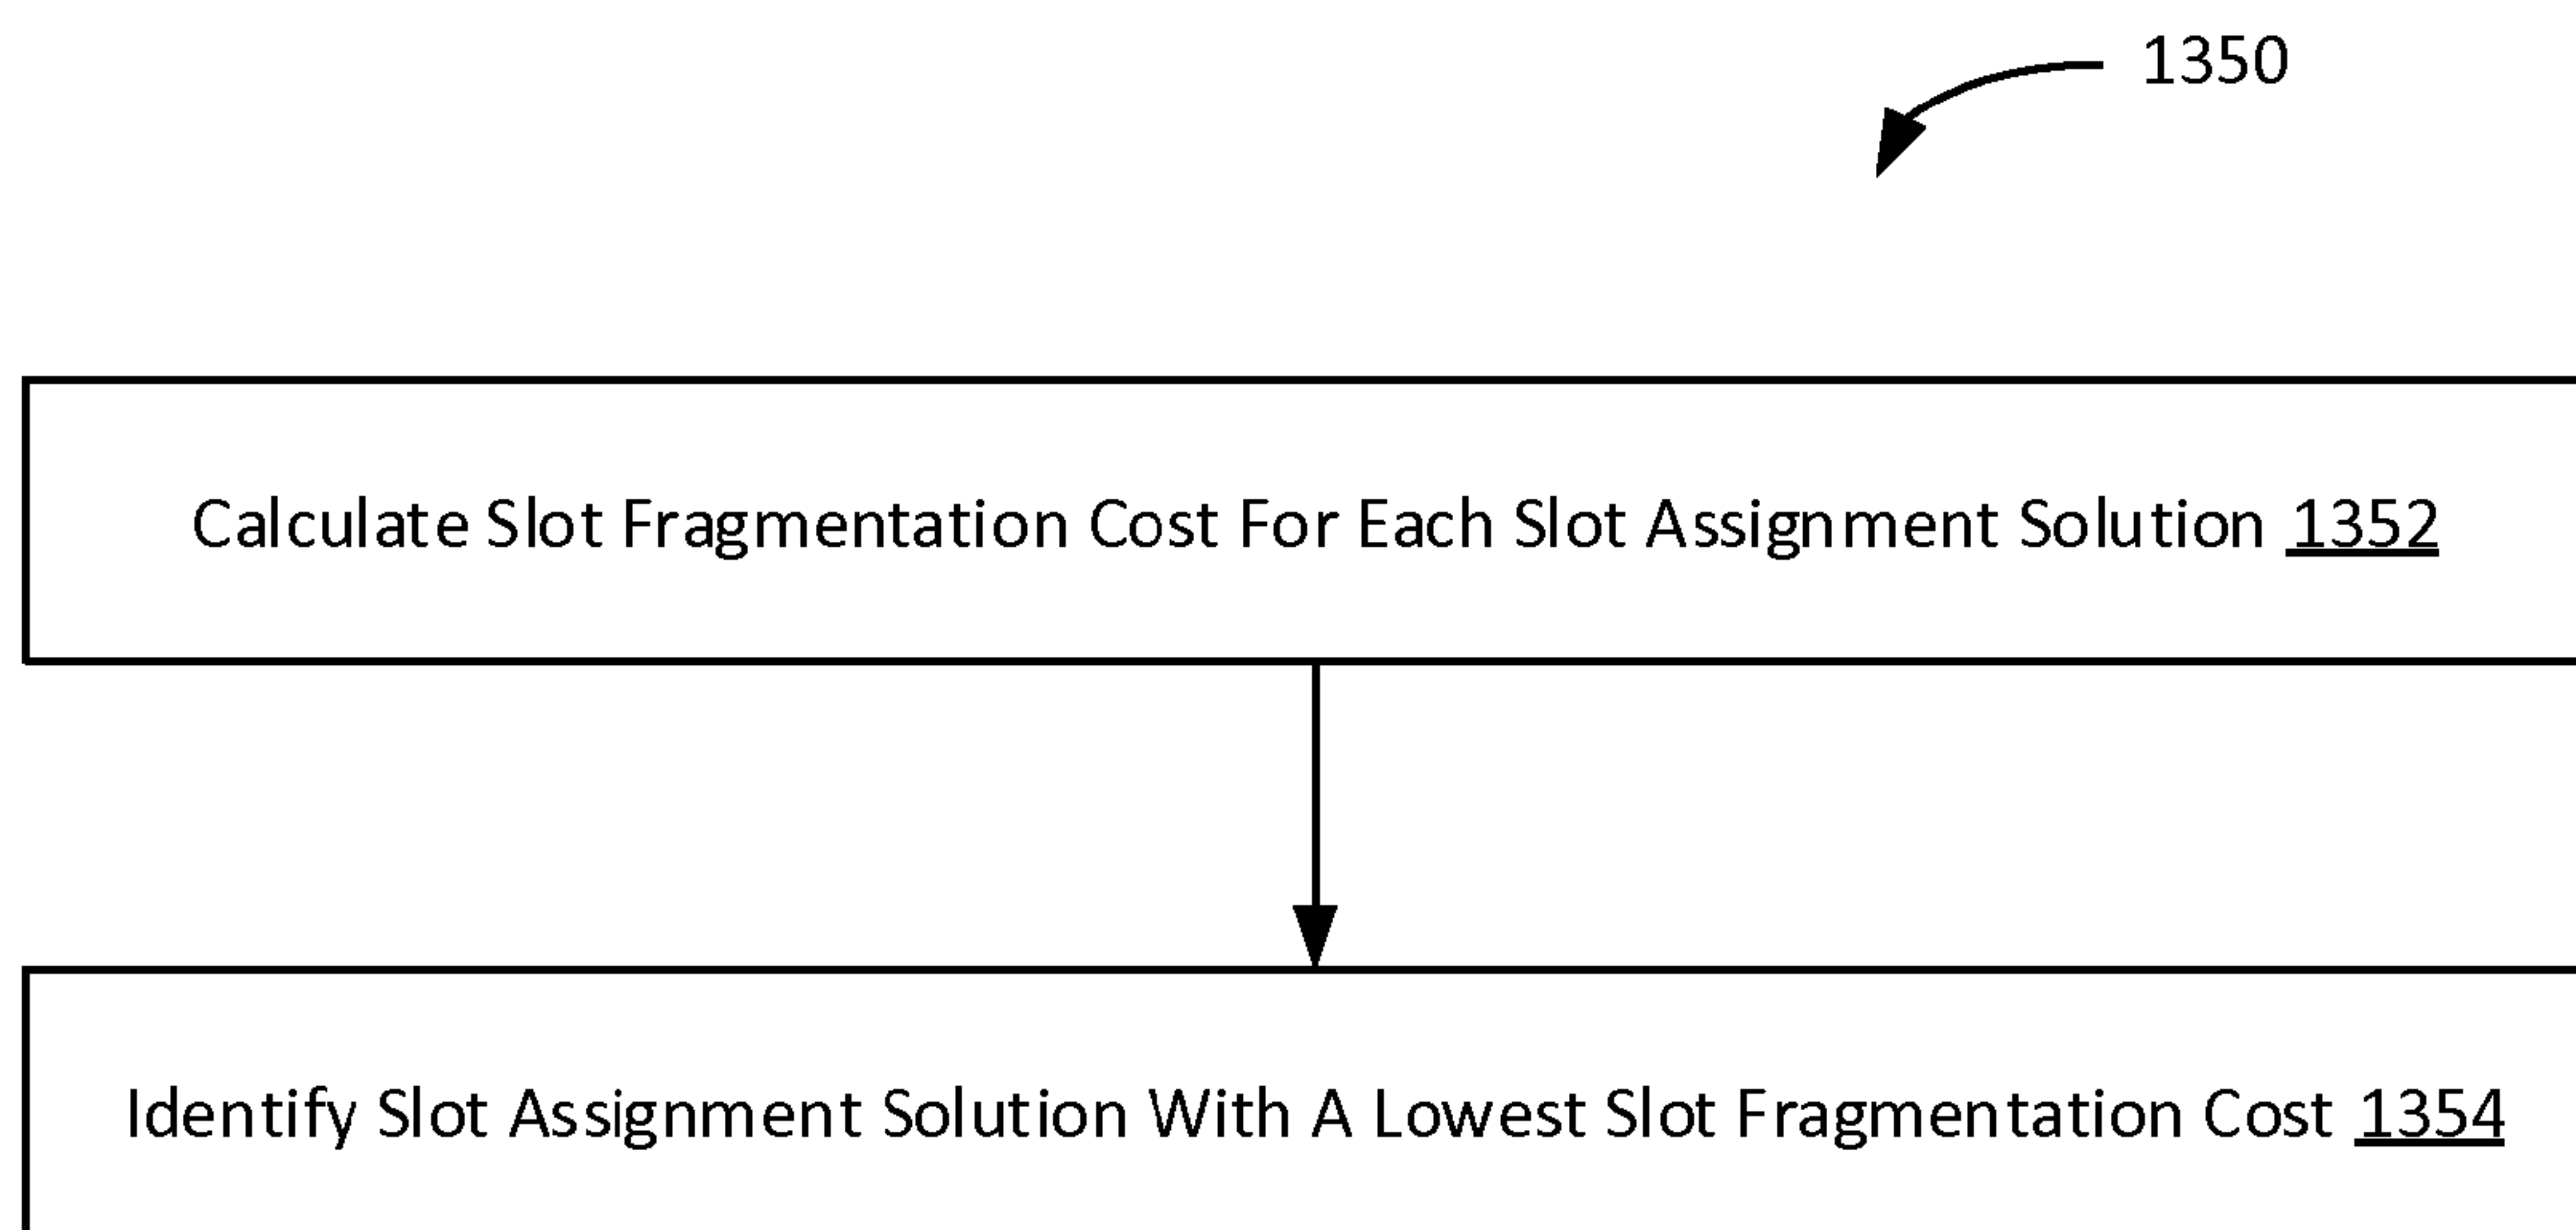 1350
Calculate Slot Fragmentation Cost For Each Slot Assignment Solution 1352
Identify Slot Assignment Solution With A Lowest Slot Fragmentation Cost 1354